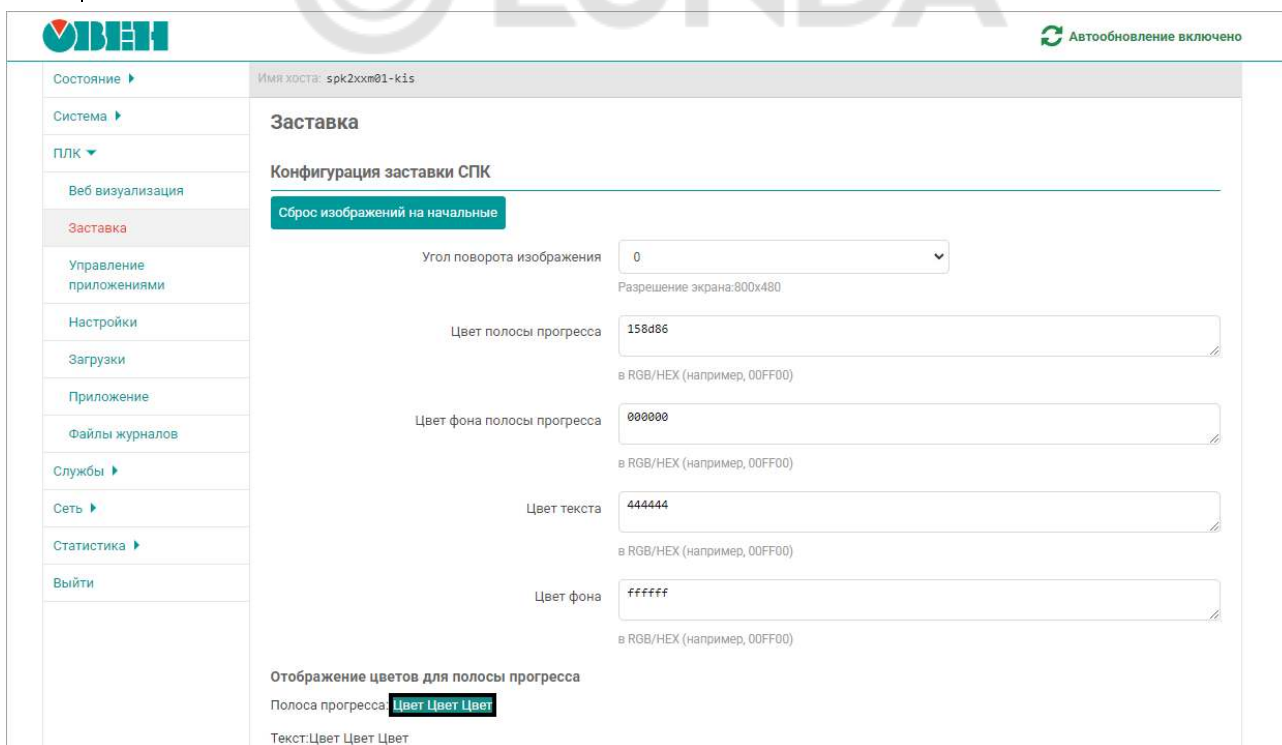 ОВЕН
Автообновление включено
Состояние
Система
ПЛК
Веб визуализация
Заставка
Управление
приложениями
Настройки
Загрузки
Приложение
Файлы журналов
Службы
Сеть
Статистика
Выйти
Имя хоста: spk2xxm01-kis
Заставка
Конфигурация заставки СПК
Сброс изображений на начальные
Угол поворота изображения 0
Разрешение экрана:800x480
Цвет полосы прогресса 158d86
в RGB/HEX (например, 00FF00)
Цвет фона полосы прогресса 000000
в RGB/HEX (например, 00FF00)
Цвет текста 444444
в RGB/HEX (например, 00FF00)
Цвет фона ffffff
в RGB/HEX (например, 00FF00)
Отображение цветов для полосы прогресса
Полоса прогресса: Цвет Цвет Цвет
Текст:Цвет Цвет Цвет